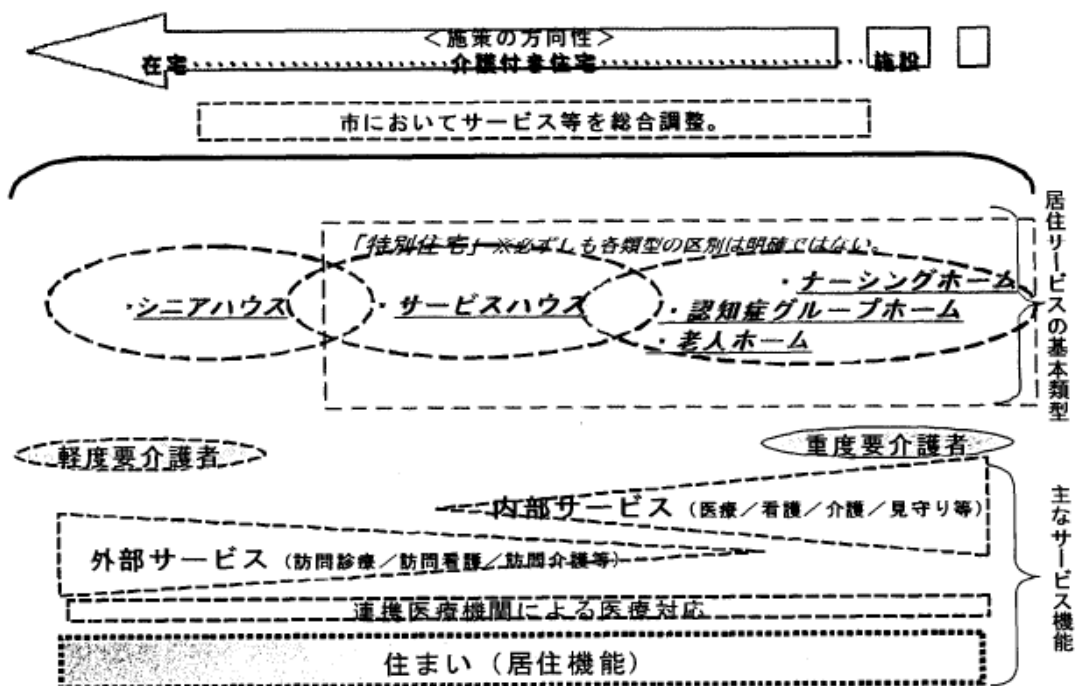 ＜施策の方向性＞
在宅‥‥‥‥‥‥介護付き住宅‥‥‥‥‥‥‥施設
市においてサービス等を総合調整。
「特別住宅」※必ずしも各類型の区別は明確ではない。
・シニアハウス
・サービスハウス
・ナーシングホーム
・認知症グループホーム
・老人ホーム
居住サービスの基本類型
軽度要介護者
重度要介護者
内部サービス（医療／看護／介護／見守り等）
外部サービス（訪問診療／訪問看護／訪問介護等）
連携医療機関による医療対応
住まい（居住機能）
主なサービス機能